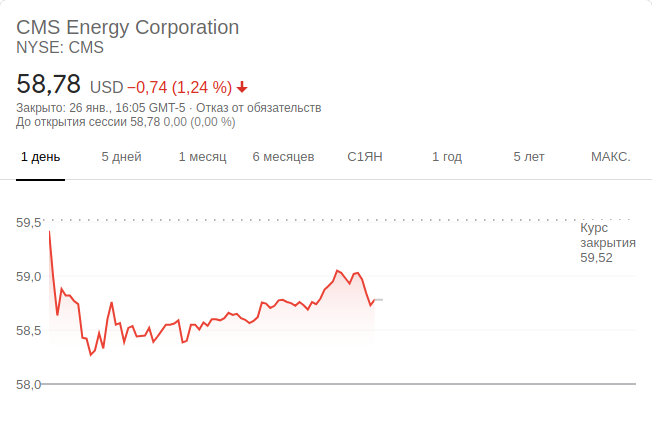 CMS Energy Corporation
NYSE: CMS
58,78 USD −0,74 (1,24 %)
Закрыто: 26 янв., 16:05 GMT-5 · Отказ от обязательств
До открытия сессии 58,78 0,00 (0,00 %)
1 день 5 дней 1 месяц 6 месяцев С1ЯН 1 год 5 лет МАКС.
59,5
Курс
закрытия
59,52
59,0
58,5
58,0